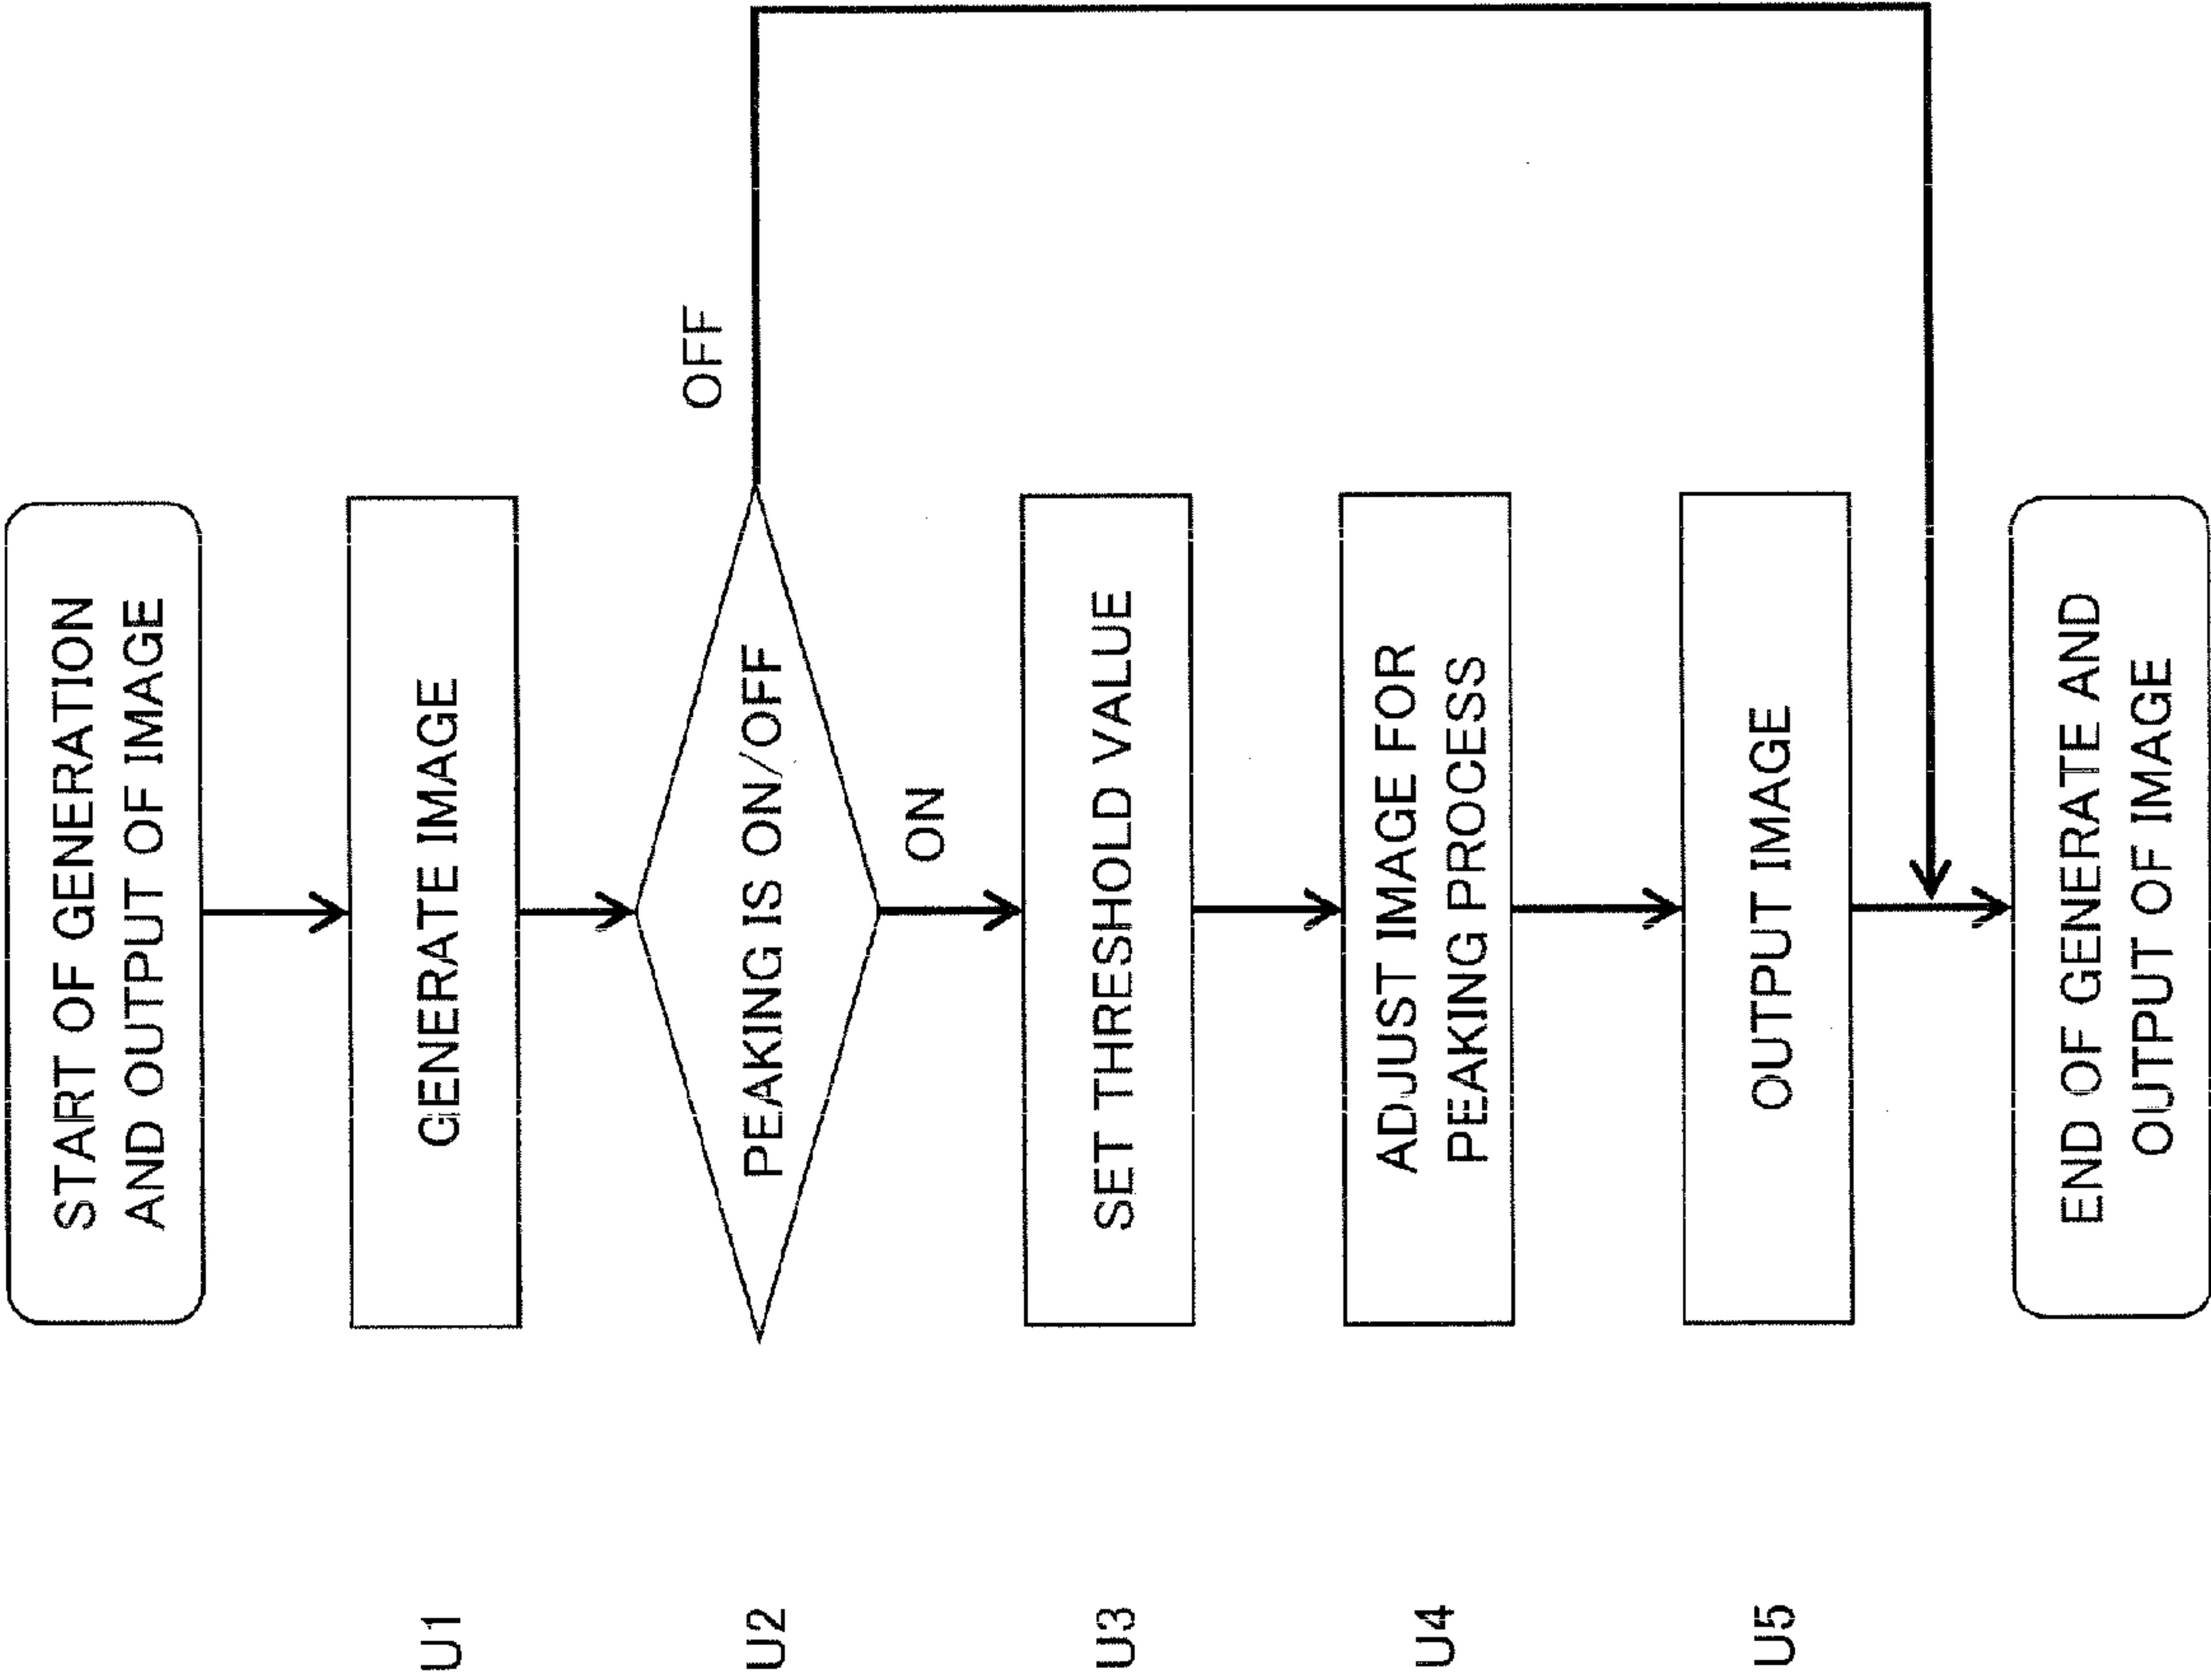 START OF GENERATION
AND OUTPUT OF IMAGE
U1
GENERATE IMAGE
U2
PEAKING IS ON/OFF
OFF
ON
U3
SET THRESHOLD VALUE
U4
ADJUST IMAGE FOR
PEAKING PROCESS
U5
OUTPUT IMAGE
END OF GENERATE AND
OUTPUT OF IMAGE